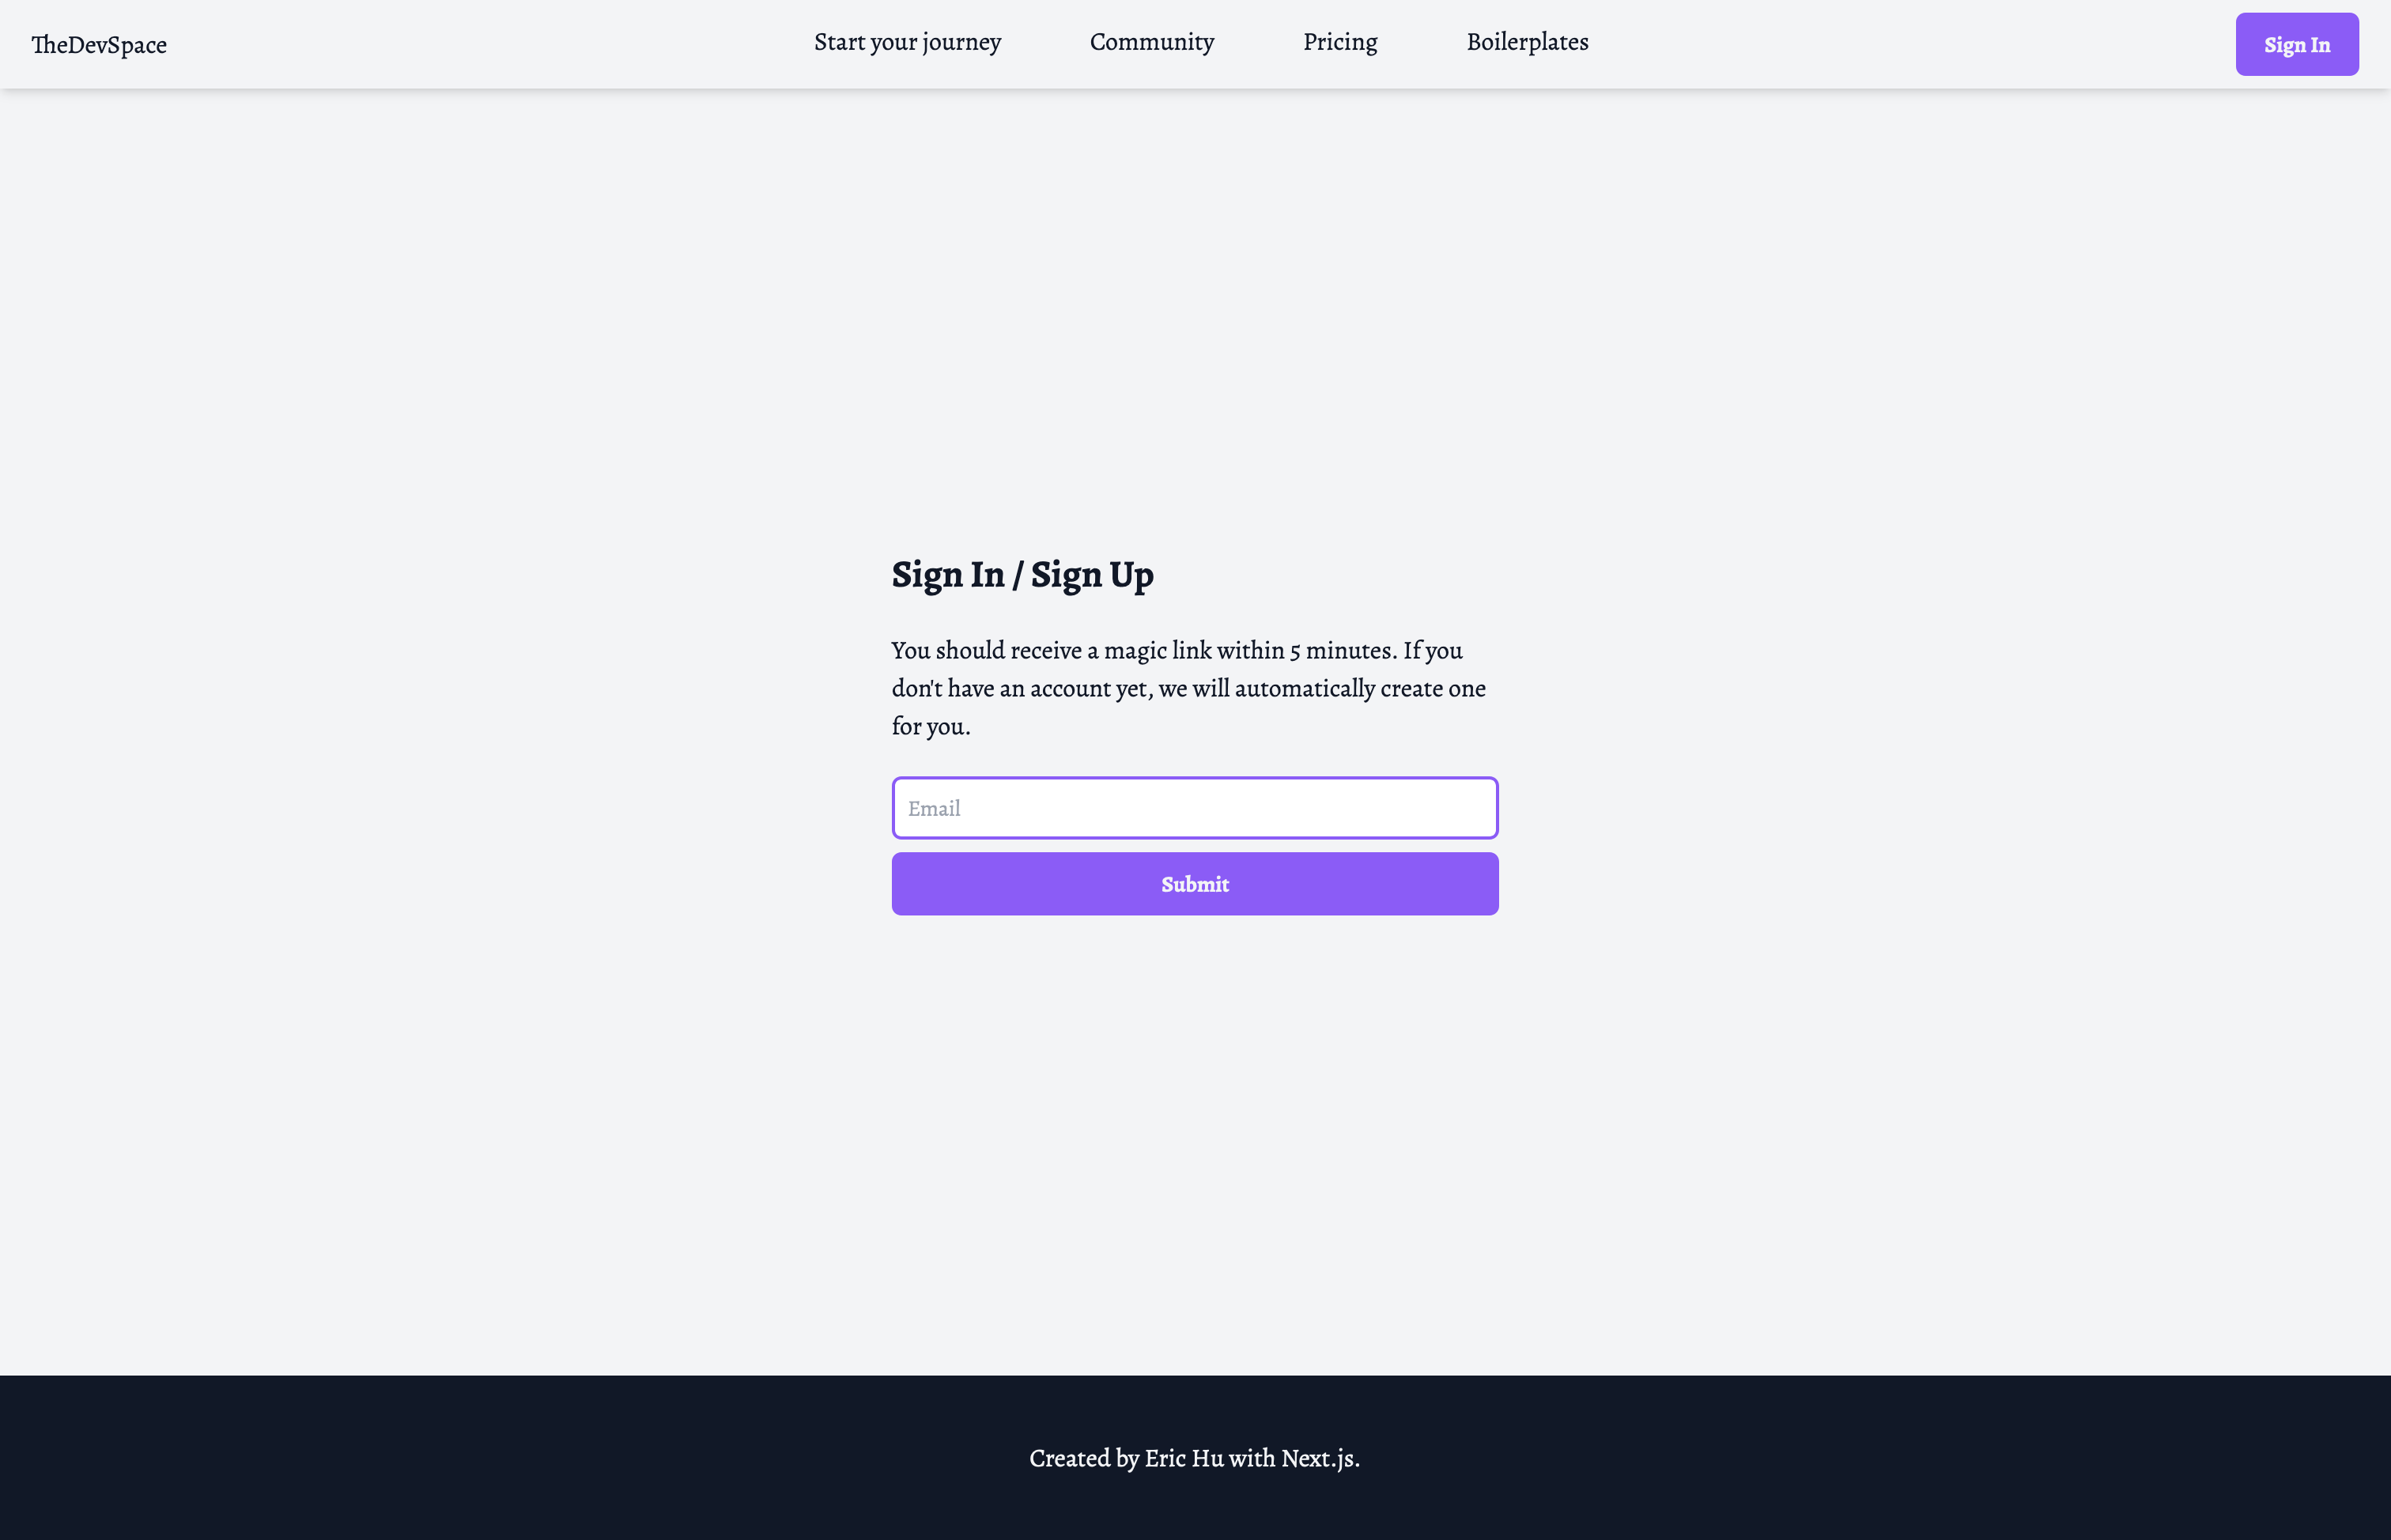 TheDevSpace
Start your journey
Community
Pricing
Boilerplates
Sign In
Sign In / Sign Up
You should receive a magic link within 5 minutes. If you
don't have an account yet, we will automatically create one
for you.
Email
Submit
Created by Eric Hu with Next.js.